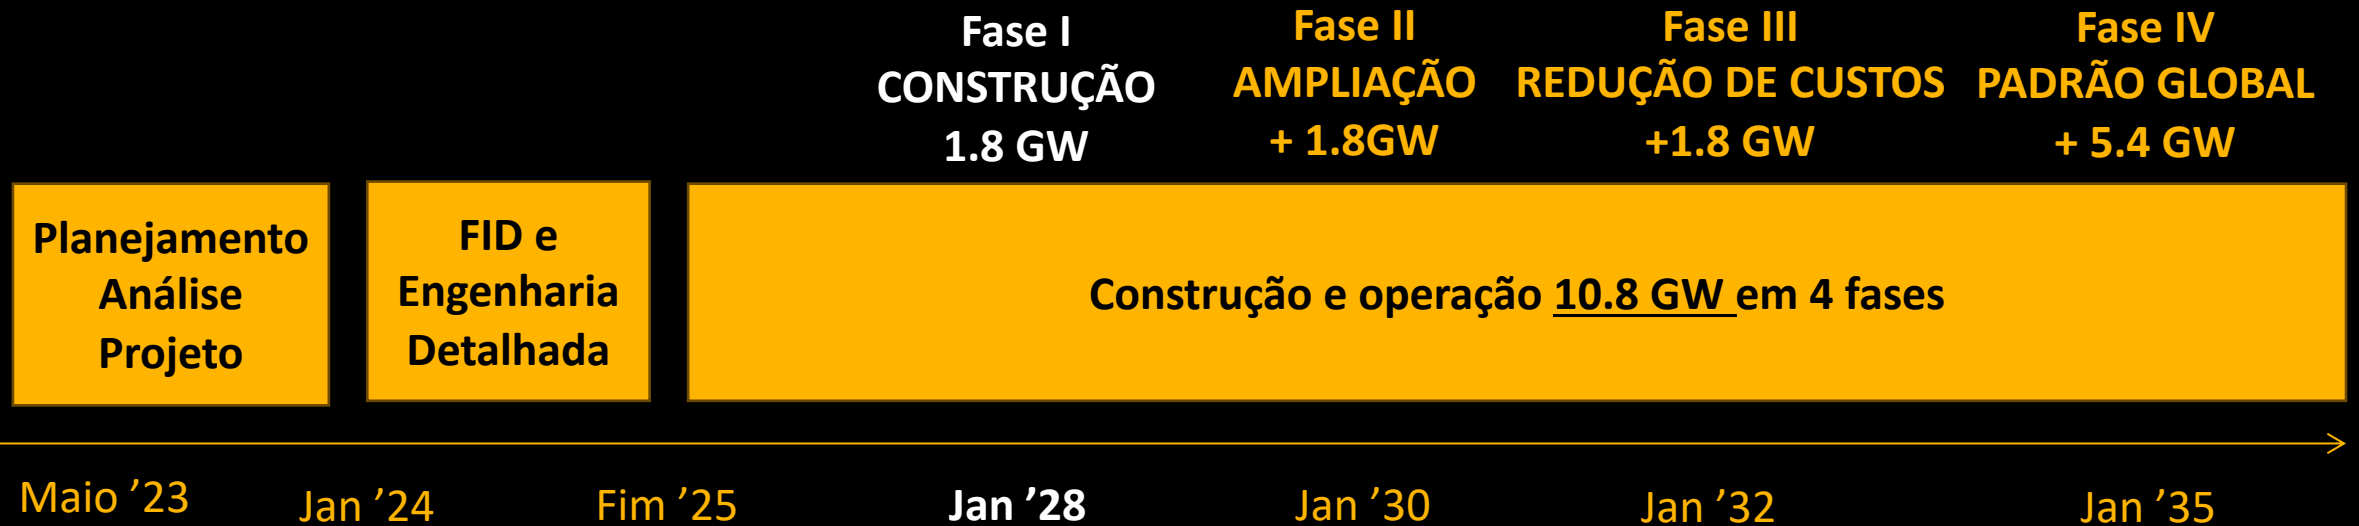 Fase I
CONSTRUÇÃO
1.8 GW
Fase II
AMPLIAÇÃO
+ 1.8GW
Fase III
REDUÇÃO DE CUSTOS
+1.8 GW
Fase IV
PADRÃO GLOBAL
+ 5.4 GW
Planejamento
Análise
Projeto
FID e
Engenharia
Detalhada
Construção e operação 10.8 GW em 4 fases
Maio ’23
Jan ’24
Fim ’25
Jan ’28
Jan ’30
Jan ’32
Jan ’35